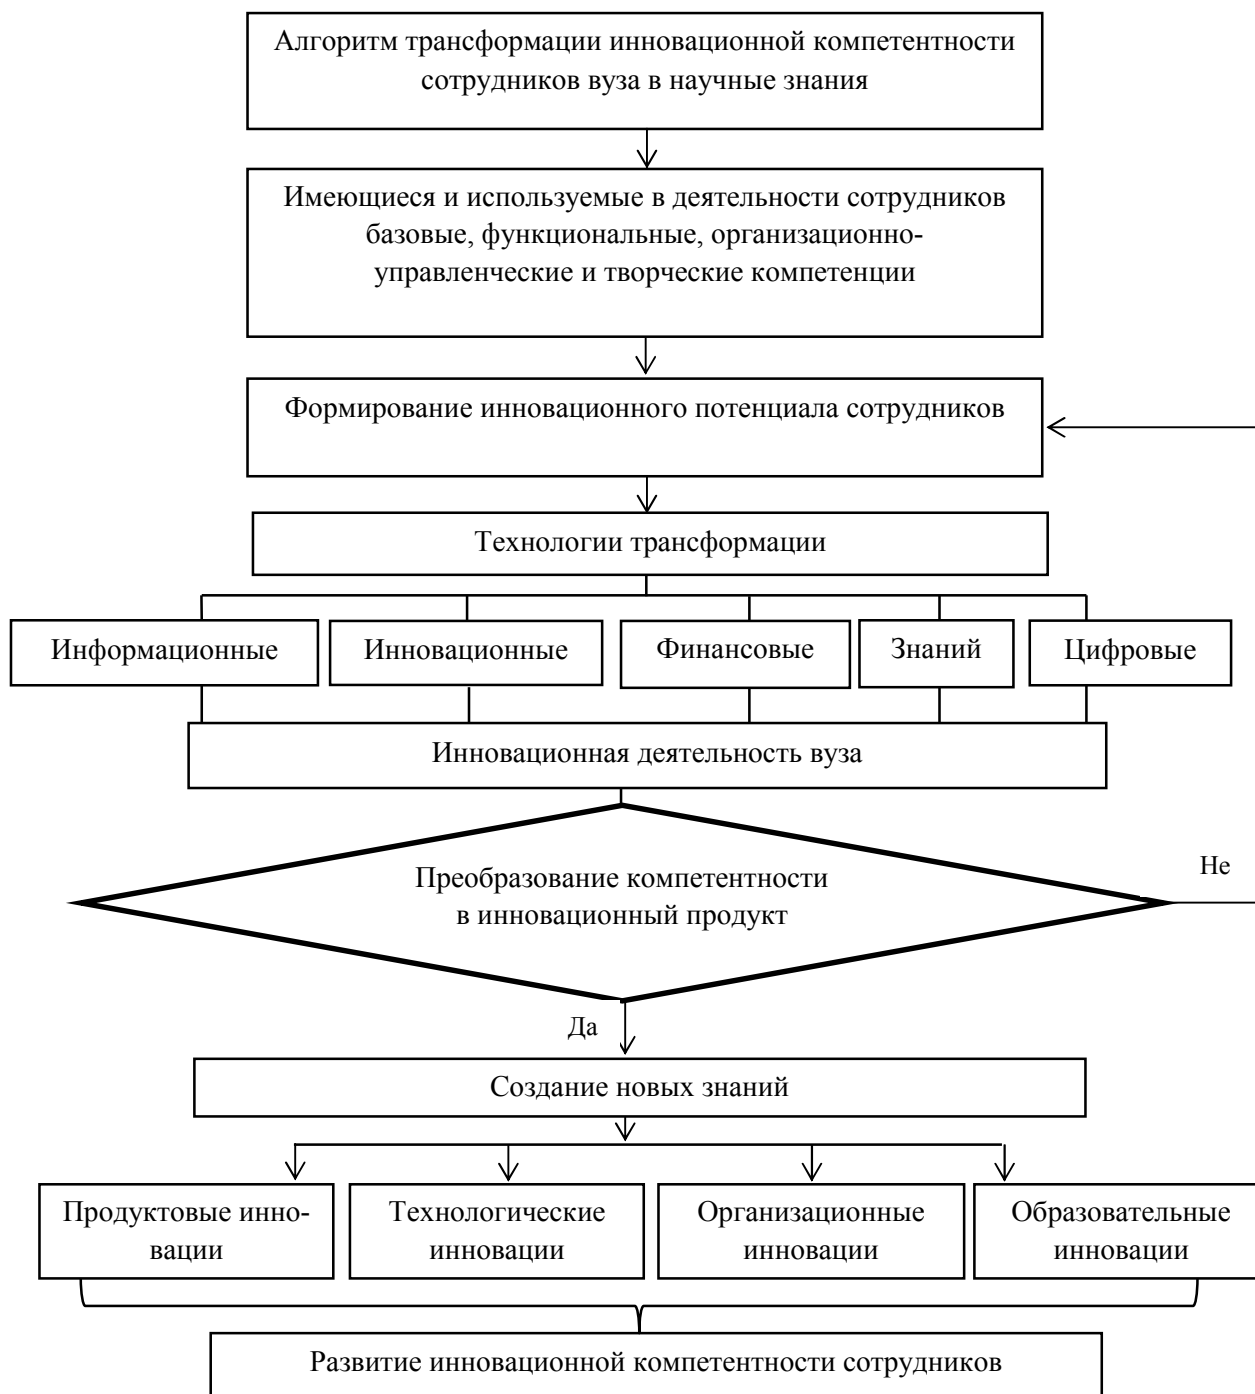 Алгоритм трансформации инновационной компетентности
сотрудников вуза в научные знания
Имеющиеся и используемые в деятельности сотрудников
базовые, функциональные, организационно-
управленческие и творческие компетенции
Формирование инновационного потенциала сотрудников
Технологии трансформации
Информационные
Инновационные
Финансовые
Знаний
Цифровые
Инновационная деятельность вуза
Преобразование компетентности
в инновационный продукт
Не
Да
Создание новых знаний
Продуктовые инно-
вации
Технологические
инновации
Организационные
инновации
Образовательные
инновации
Развитие инновационной компетентности сотрудников